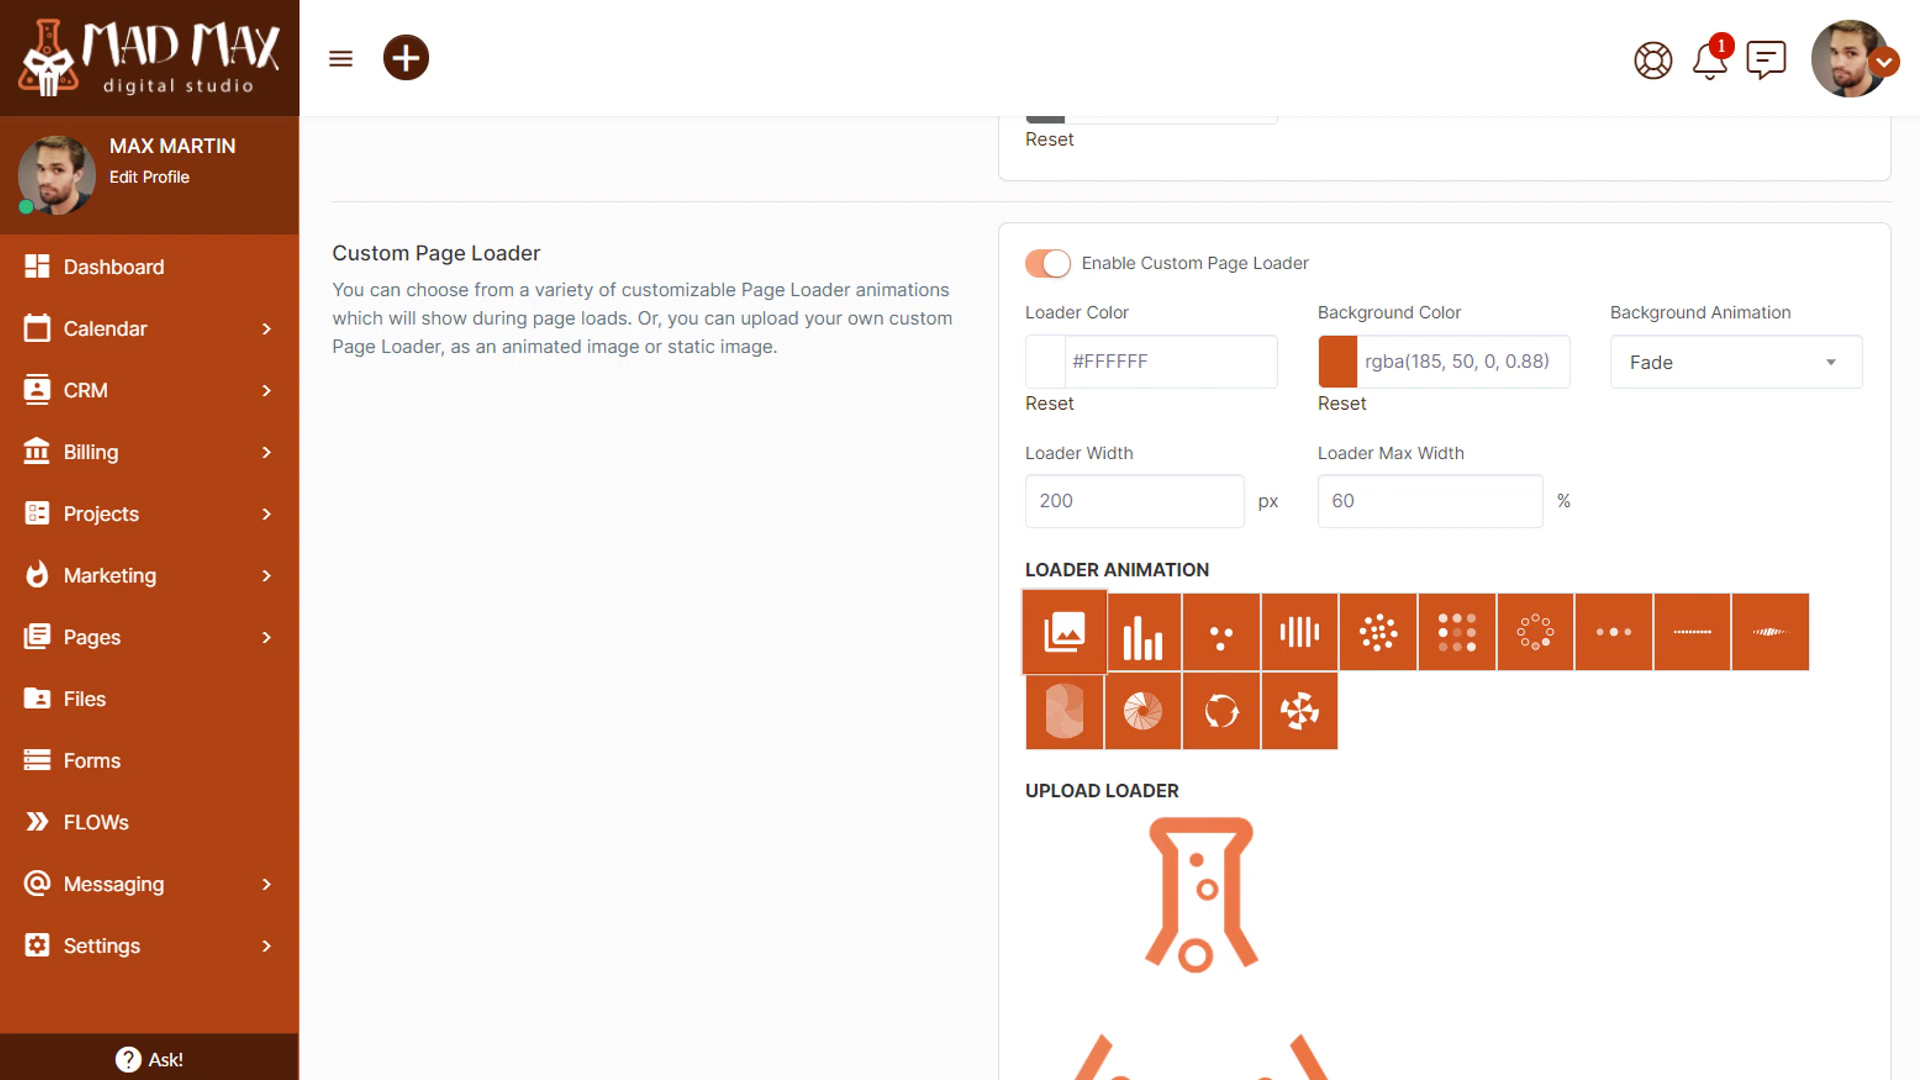 MAD MAX
digital studio
1
MAX MARTIN
Edit Profile
Dashboard
Calendar
CRM
Billing
Projects
Marketing
Pages
Files
Forms
FLOWs
Messaging
Settings
? Ask!
Reset
Custom Page Loader
You can choose from a variety of customizable Page Loader animations
which will show during page loads. Or, you can upload your own custom
Page Loader, as an animated image or static image.
Enable Custom Page Loader
Loader Color
#FFFFFF
Reset
Background Color
rgba(185, 50, 0, 0.88)
Reset
Background Animation
Fade
Loader Width
200 px
Loader Max Width
60 %
LOADER ANIMATION
UPLOAD LOADER